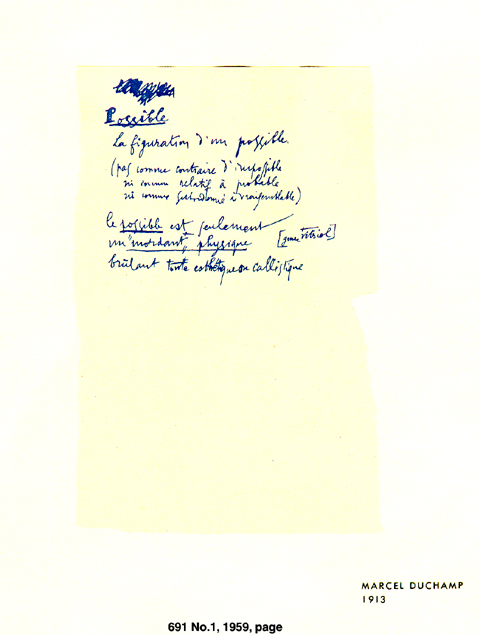 Possible
La figuration d'un possible.
(pas comme contraire d'impossible
ni comme relatif à probable
ni comme subordonné à vraisemblable)
le possible est seulement
un "mordant" physique [genre vitriol]
brûlant toute esthétique ou callistique
MARCEL DUCHAMP
1913
691 No.1, 1959, page